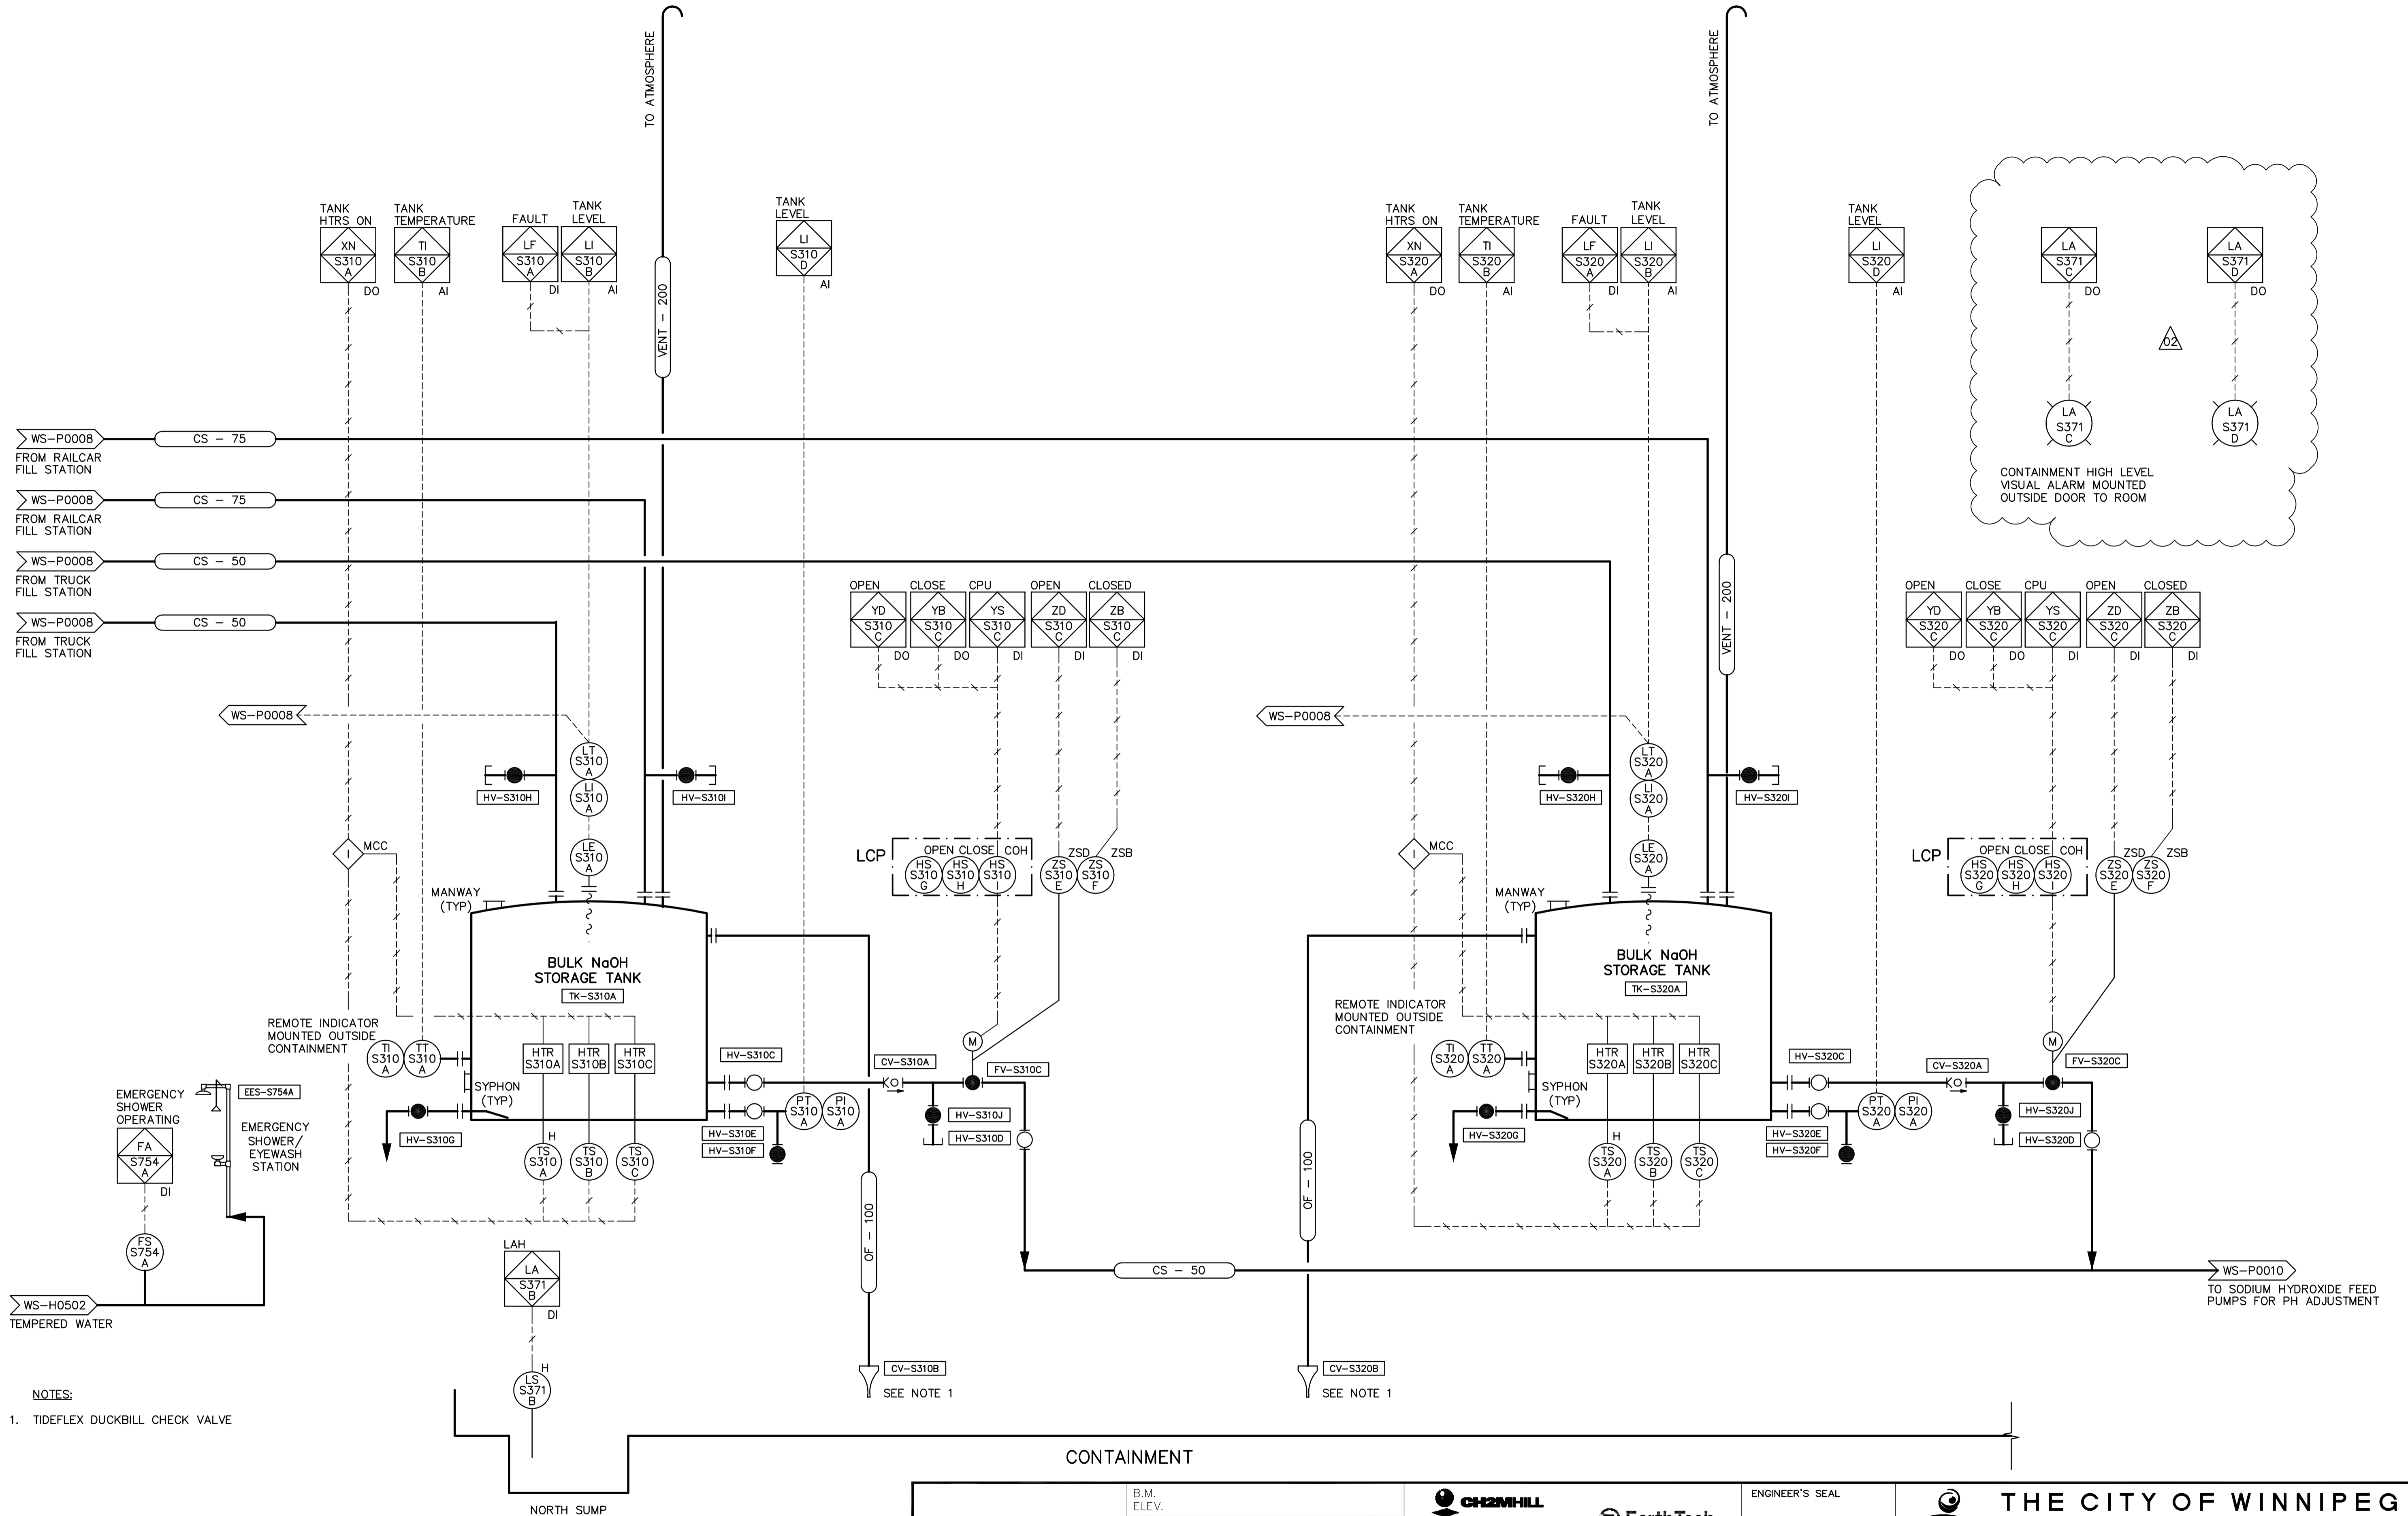 TO ATMOSPHERE
TO ATMOSPHERE
TANK
HTRS ON
XN
S310
A
DO
TANK
TEMPERATURE
TI
S310
B
AI
FAULT
LF
S310
A
DI
TANK
LEVEL
LI
S310
B
AI
VENT - 200
TANK
LEVEL
LI
S310
D
AI
TANK
HTRS ON
XN
S320
A
DO
TANK
TEMPERATURE
TI
S320
B
AI
FAULT
LF
S320
A
DI
TANK
LEVEL
LI
S320
B
AI
VENT - 200
TANK
LEVEL
LI
S320
D
AI
LA
S371
C
DO
LA
S371
D
DO
02
LA
S371
C
LA
S371
D
CONTAINMENT HIGH LEVEL
VISUAL ALARM MOUNTED
OUTSIDE DOOR TO ROOM
WS-P0008
CS - 75
FROM RAILCAR
FILL STATION
WS-P0008
CS - 75
FROM RAILCAR
FILL STATION
WS-P0008
CS - 50
FROM TRUCK
FILL STATION
WS-P0008
CS - 50
FROM TRUCK
FILL STATION
OPEN
YD
S310
C
DO
CLOSE
YB
S310
C
DO
CPU
YS
S310
C
DI
OPEN
ZD
S310
C
DI
CLOSED
ZB
S310
C
DI
OPEN
YD
S320
C
DO
CLOSE
YB
S320
C
DO
CPU
YS
S320
C
DI
OPEN
ZD
S320
C
DI
CLOSED
ZB
S320
C
DI
WS-P0008
LT
S310
A
LI
S310
A
HV-S310H
HV-S310I
LE
S310
A
I
MCC
LCP
OPEN CLOSE COH
HS
S310
G
HS
S310
H
HS
S310
I
ZSD
ZS
S310
E
ZSB
ZS
S310
F
MANWAY
(TYP)
BULK NaOH
STORAGE TANK
TK-S310A
REMOTE INDICATOR
MOUNTED OUTSIDE
CONTAINMENT
TI
S310
A
TT
S310
A
HTR
S310A
HTR
S310B
HTR
S310C
SYPHON
(TYP)
HV-S310G
H
TS
S310
A
TS
S310
B
TS
S310
C
HV-S310C
HV-S310E
HV-S310F
PT
S310
A
PI
S310
A
CV-S310A
M
FV-S310C
HV-S310J
HV-S310D
OF - 100
CV-S310B
SEE NOTE 1
WS-P0008
LT
S320
A
LI
S320
A
HV-S320H
HV-S320I
LE
S320
A
I
MCC
LCP
OPEN CLOSE COH
HS
S320
G
HS
S320
H
HS
S320
I
ZSD
ZS
S320
E
ZSB
ZS
S320
F
MANWAY
(TYP)
BULK NaOH
STORAGE TANK
TK-S320A
REMOTE INDICATOR
MOUNTED OUTSIDE
CONTAINMENT
TI
S320
A
TT
S320
A
HTR
S320A
HTR
S320B
HTR
S320C
SYPHON
(TYP)
HV-S320G
H
TS
S320
A
TS
S320
B
TS
S320
C
HV-S320C
HV-S320E
HV-S320F
PT
S320
A
PI
S320
A
CV-S320A
M
FV-S320C
HV-S320J
HV-S320D
OF - 100
CV-S320B
SEE NOTE 1
CS - 50
WS-P0010
TO SODIUM HYDROXIDE FEED
PUMPS FOR PH ADJUSTMENT
EMERGENCY
SHOWER
OPERATING
FA
S754
A
DI
EES-S754A
EMERGENCY
SHOWER/
EYEWASH
STATION
FS
S754
A
WS-H0502
TEMPERED WATER
LAH
LA
S371
B
DI
H
LS
S371
B
NOTES:
1. TIDEFLEX DUCKBILL CHECK VALVE
CONTAINMENT
NORTH SUMP
B.M.
ELEV.
CH2MHILL
EarthTech
ENGINEER'S SEAL
THE CITY OF WINNIPEG